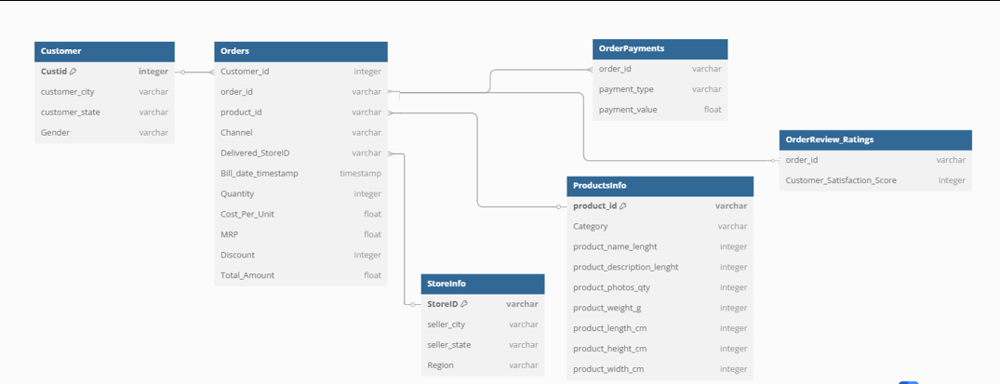 Customer
Custid integer
customer_city varchar
customer_state varchar
Gender varchar
Orders
Customer_id integer
order_id varchar
product_id varchar
Channel varchar
Delivered_StoreID varchar
Bill_date_timestamp timestamp
Quantity integer
Cost_Per_Unit float
MRP float
Discount integer
Total_Amount float
OrderPayments
order_id varchar
payment_type varchar
payment_value float
OrderReview_Ratings
order_id varchar
Customer_Satisfaction_Score integer
ProductsInfo
product_id varchar
Category varchar
product_name_lenght integer
product_description_lenght integer
product_photos_qty integer
product_weight_g integer
product_length_cm integer
product_height_cm integer
product_width_cm integer
StoreInfo
StoreID varchar
seller_city varchar
seller_state varchar
Region varchar